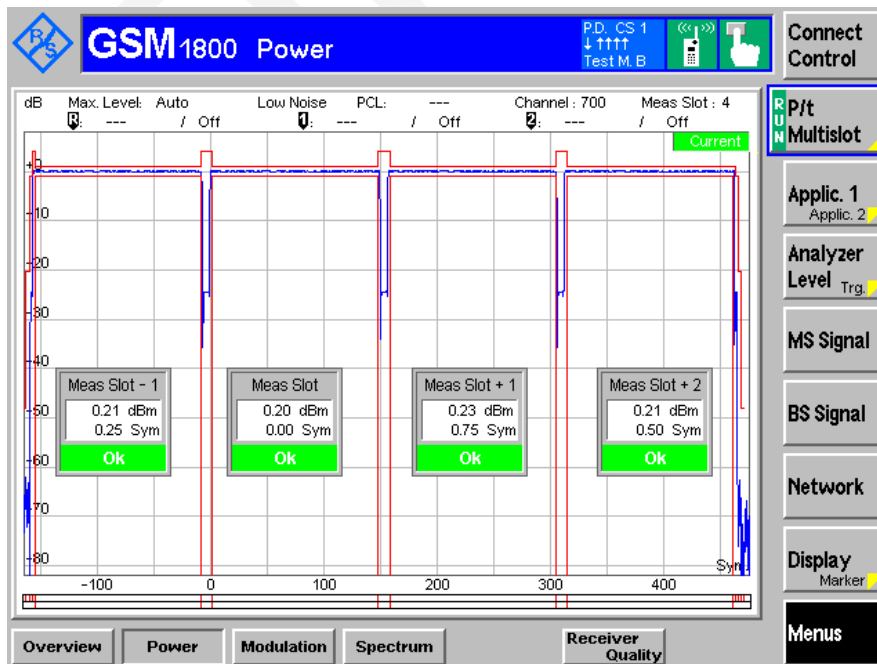 R/S
GSM 1800 Power
P.D. CS 1
↓ ↑↑↑↑
Test M. B
Connect Control
dB Max. Level: Auto Low Noise PCL: --- Channel : 700 Meas Slot : 4
R: --- / Off 1: --- / Off 2: --- / Off
Current
RUN
P/t
Multislot
Applic. 1
Applic. 2
Analyzer
Level Trg.
MS Signal
BS Signal
Network
Display
Marker
Menus
+0
-10
-20
-30
-40
-50
-60
-70
-80
Meas Slot - 1
0.21 dBm
0.25 Sym
Ok
Meas Slot
0.20 dBm
0.00 Sym
Ok
Meas Slot + 1
0.23 dBm
0.75 Sym
Ok
Meas Slot + 2
0.21 dBm
0.50 Sym
Ok
Sym
-100 0 100 200 300 400
Overview Power Modulation Spectrum Receiver Quality